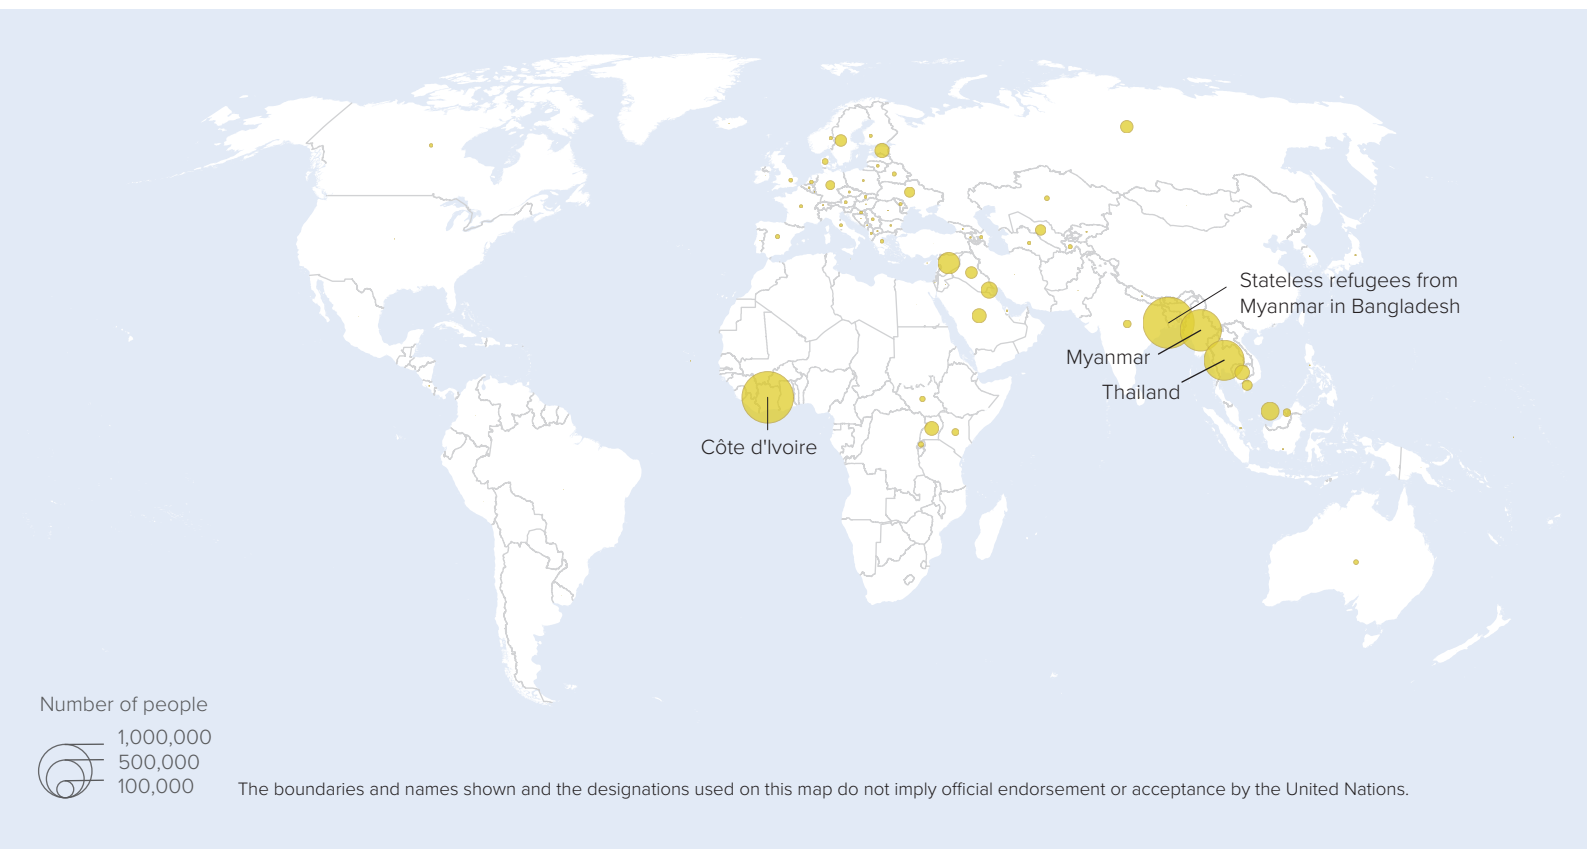 Stateless refugees from
Myanmar in Bangladesh
Myanmar
Thailand
Côte d'Ivoire
Number of people
1,000,000
500,000
100,000
The boundaries and names shown and the designations used on this map do not imply official endorsement or acceptance by the United Nations.